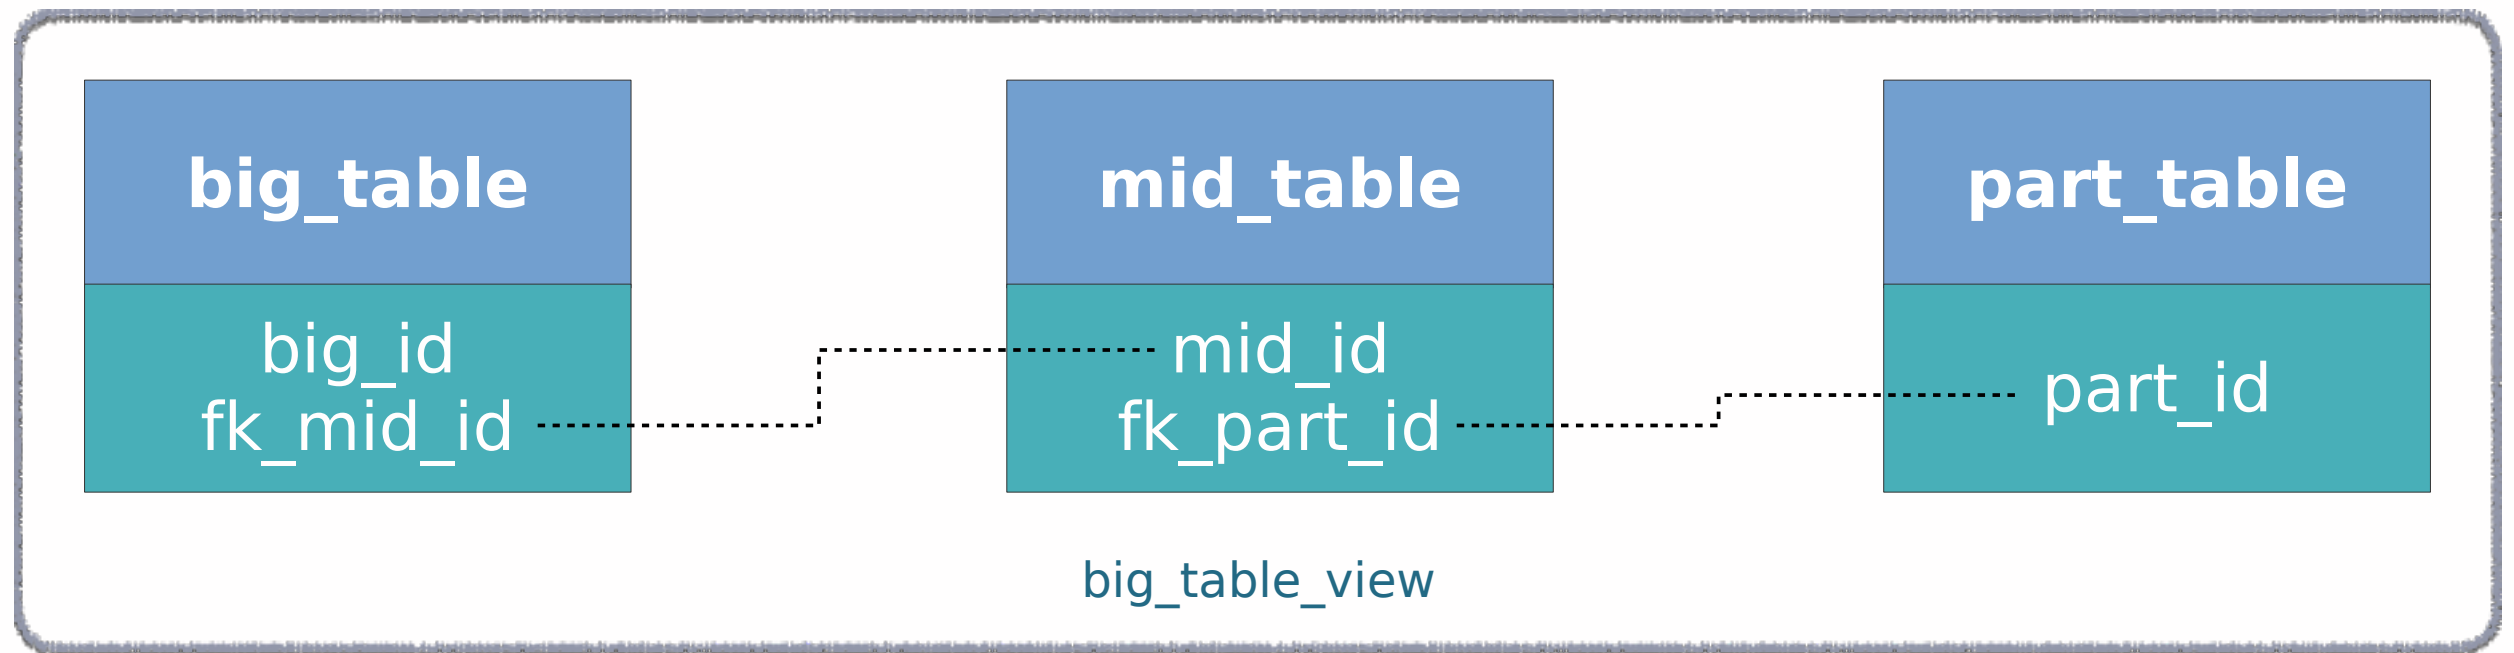 big_table
big_id
fk_mid_id
mid_table
mid_id
fk_part_id
part_table
part_id
big_table_view